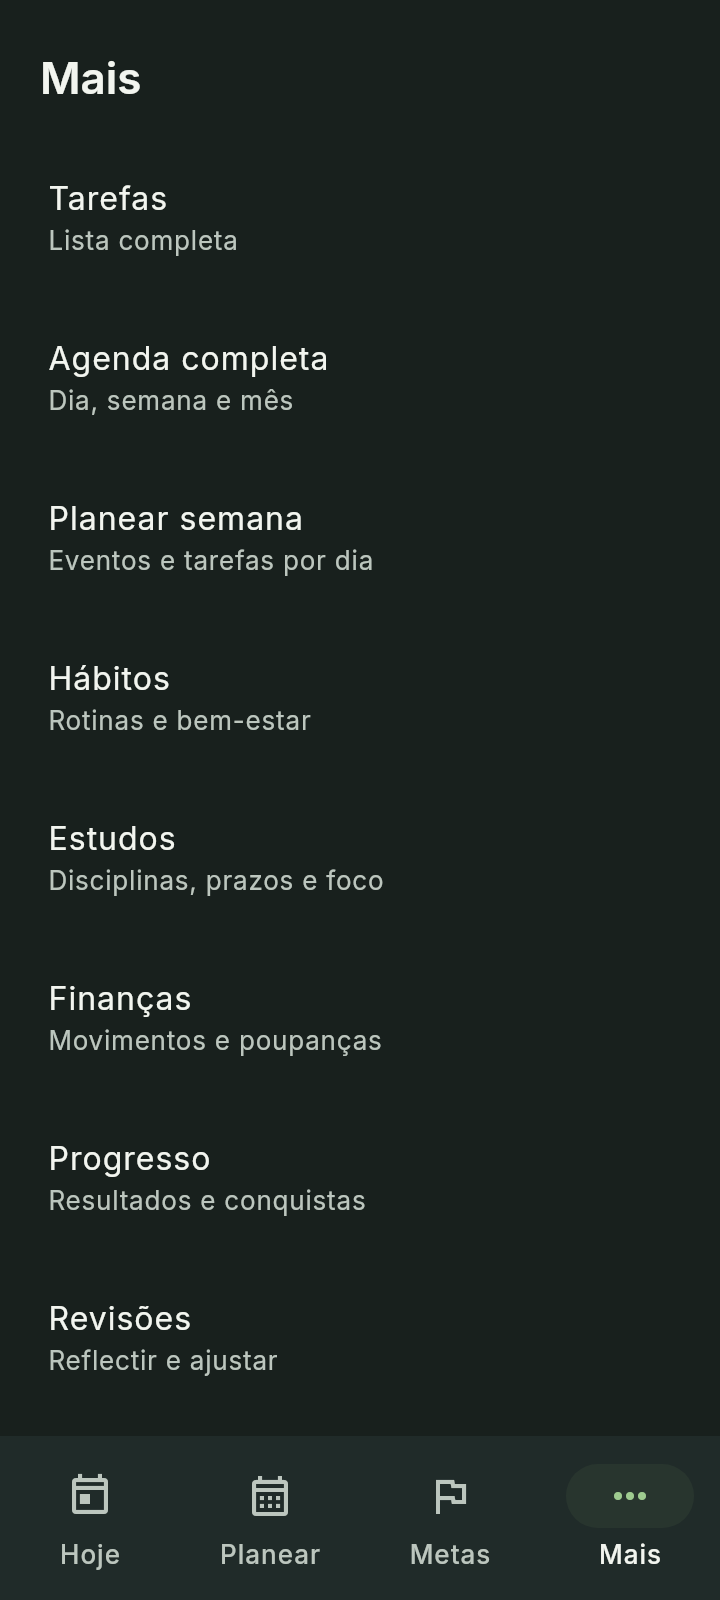 Mais
Tarefas
Lista completa
Agenda completa
Dia, semana e mês
Planear semana
Eventos e tarefas por dia
Hábitos
Rotinas e bem-estar
Estudos
Disciplinas, prazos e foco
Finanças
Movimentos e poupanças
Progresso
Resultados e conquistas
Revisões
Reflectir e ajustar
Hoje
Planear
Metas
Mais